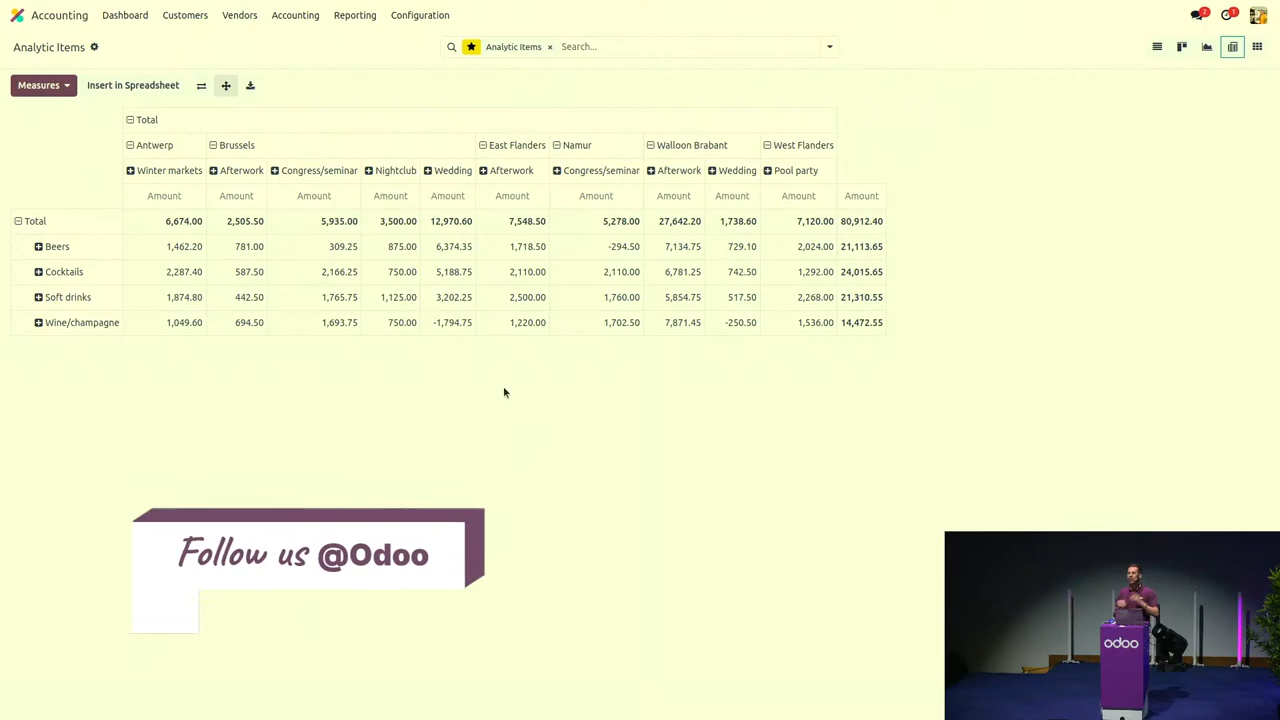 Accounting Dashboard Customers Vendors Accounting Reporting Configuration 2 1
Analytic Items Analytic Items × Search...
Measures Insert in Spreadsheet
Total
Antwerp Brussels East Flanders Namur Walloon Brabant West Flanders
Winter markets Afterwork Congress/seminar Nightclub Wedding Afterwork Congress/seminar Afterwork Wedding Pool party
Amount Amount Amount Amount Amount Amount Amount Amount Amount Amount Amount
Total 6,674.00 2,505.50 5,935.00 3,500.00 12,970.60 7,548.50 5,278.00 27,642.20 1,738.60 7,120.00 80,912.40
Beers 1,462.20 781.00 309.25 875.00 6,374.35 1,718.50 -294.50 7,134.75 729.10 2,024.00 21,113.65
Cocktails 2,287.40 587.50 2,166.25 750.00 5,188.75 2,110.00 2,110.00 6,781.25 742.50 1,292.00 24,015.65
Soft drinks 1,874.80 442.50 1,765.75 1,125.00 3,202.25 2,500.00 1,760.00 5,854.75 517.50 2,268.00 21,310.55
Wine/champagne 1,049.60 694.50 1,693.75 750.00 -1,794.75 1,220.00 1,702.50 7,871.45 -250.50 1,536.00 14,472.55
Follow us @Odoo
odoo